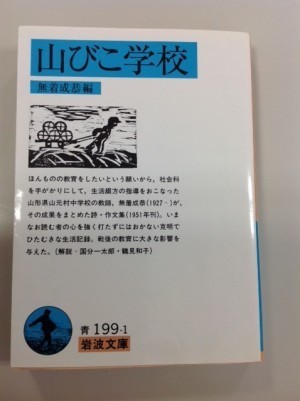 山びこ学校
無着成恭編
ほんものの教育をしたいという願いから,社会科
を手がかりにして,生活綴方の指導をおこなった
山形県山元村中学校の教師,無着成恭(1927-)が,
その成果をまとめた詩・作文集(1951年刊).いま
なお読む者の心を強く打たずにはおかない克明で
ひたむきな生活記録.戦後の教育に大きな影響を
与えた.(解説=国分一太郎・鶴見和子)
青 199-1
岩波文庫